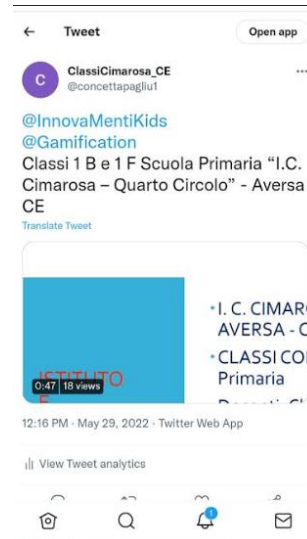 Tweet
Open app
C
ClassiCimarosa_CE
@concettapagliu1
@InnovaMentiKids
@Gamification
Classi 1 B e 1 F Scuola Primaria “I.C.
Cimarosa – Quarto Circolo” - Aversa
CE
Translate Tweet
• I. C. CIMAR
AVERSA - C
• CLASSI CO
Primaria
ISTITUTO
0:47 18 views
12:16 PM · May 29, 2022 · Twitter Web App
View Tweet analytics
1